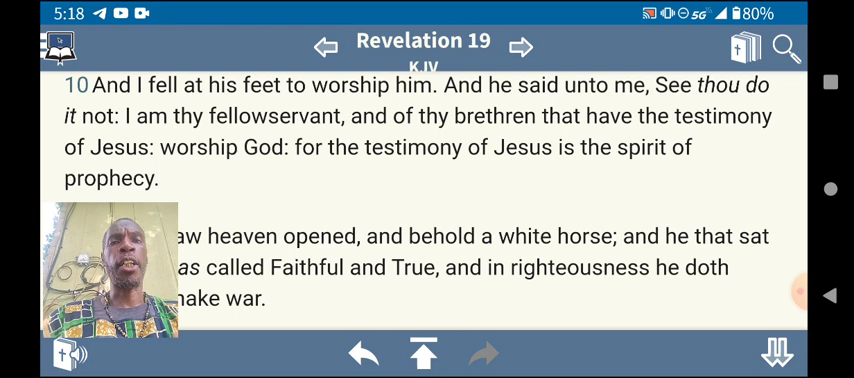 5:18
5G
80%
Revelation 19
KJV
10 And I fell at his feet to worship him. And he said unto me, See thou do
it not: I am thy fellowservant, and of thy brethren that have the testimony
of Jesus: worship God: for the testimony of Jesus is the spirit of
prophecy.
aw heaven opened, and behold a white horse; and he that sat
as called Faithful and True, and in righteousness he doth
make war.